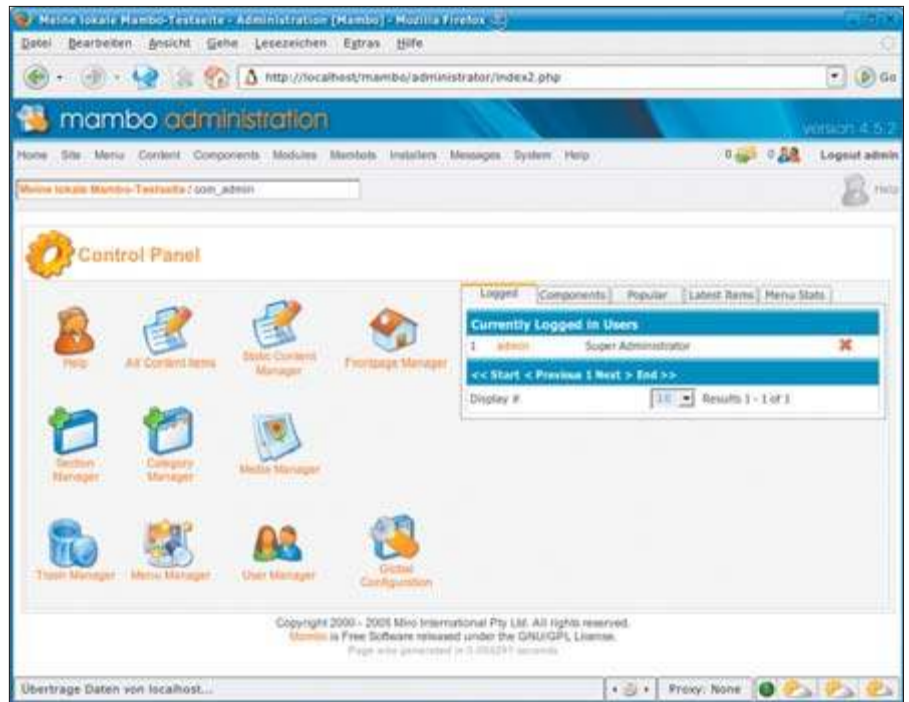 Meine lokale Mambo-Testseite - Administration [Mambo] - Mozilla Firefox
Datei Bearbeiten Ansicht Gehe Lesezeichen Extras Hilfe
http://localhost/mambo/administrator/index2.php Go
mambo administration
version 4.5.2
Home Site Menu Content Components Modules Mambots Installers Messages System Help 0 0 Logout admin
Meine lokale Mambo-Testseite / com_admin
Help
Control Panel
Logged Components Popular Latest Items Menu Stats
Currently Logged in Users
1 admin Super Administrator
<< Start < Previous 1 Next > End >>
Display # 10 Results 1 - 1 of 1
Help All Content Items Static Content Manager Frontpage Manager
Section Manager Category Manager Media Manager
Trash Manager Menu Manager User Manager Global Configuration
Copyright 2000 - 2005 Miro International Pty Ltd. All rights reserved.
Mambo is Free Software released under the GNU/GPL License.
Page was generated in seconds
Übertrage Daten von localhost... Proxy: None